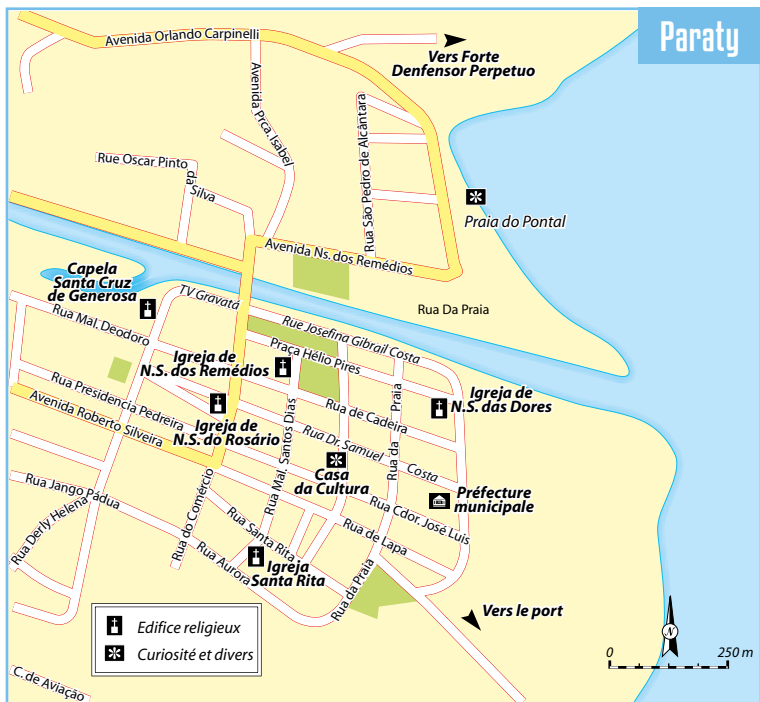 Paraty
Avenida Orlando Carpinelli
Vers Forte
Denfensor Perpetuo
Avenida Prca. Isabel
Rua São Pedro de Alcântara
Rue Oscar Pinto
da
Silva
Praia do Pontal
Avenida Ns. dos Remédios
Capela
Santa Cruz
de Generosa
TV Gravatá
Rua Da Praia
Rua Mal. Deodoro
Rue Josefina Gibrail Costa
Praça Hélio Pires
Igreja de
N.S. dos Remédios
Rua Presidencia Pedreira
Avenida Roberto Silveira
Igreja de
N.S. das Dores
Rua de Cadeira
Rua da Praia
Igreja de
N.S. do Rosário
Rua Mal. Santos Dias
Rua Dr. Samuel Costa
Casa
da Cultura
Préfecture
municipale
Rua Jango Pádua
Rua Cdor. José Luís
Rua do Comércio
Rua Santa Rita
Rua de Lapa
Rua Derly Helena
Rua Aurora
Igreja
Santa Rita
Rua da Praia
Vers le port
Edifice religieux
Curiosité et divers
N
0 250 m
C. de Aviação